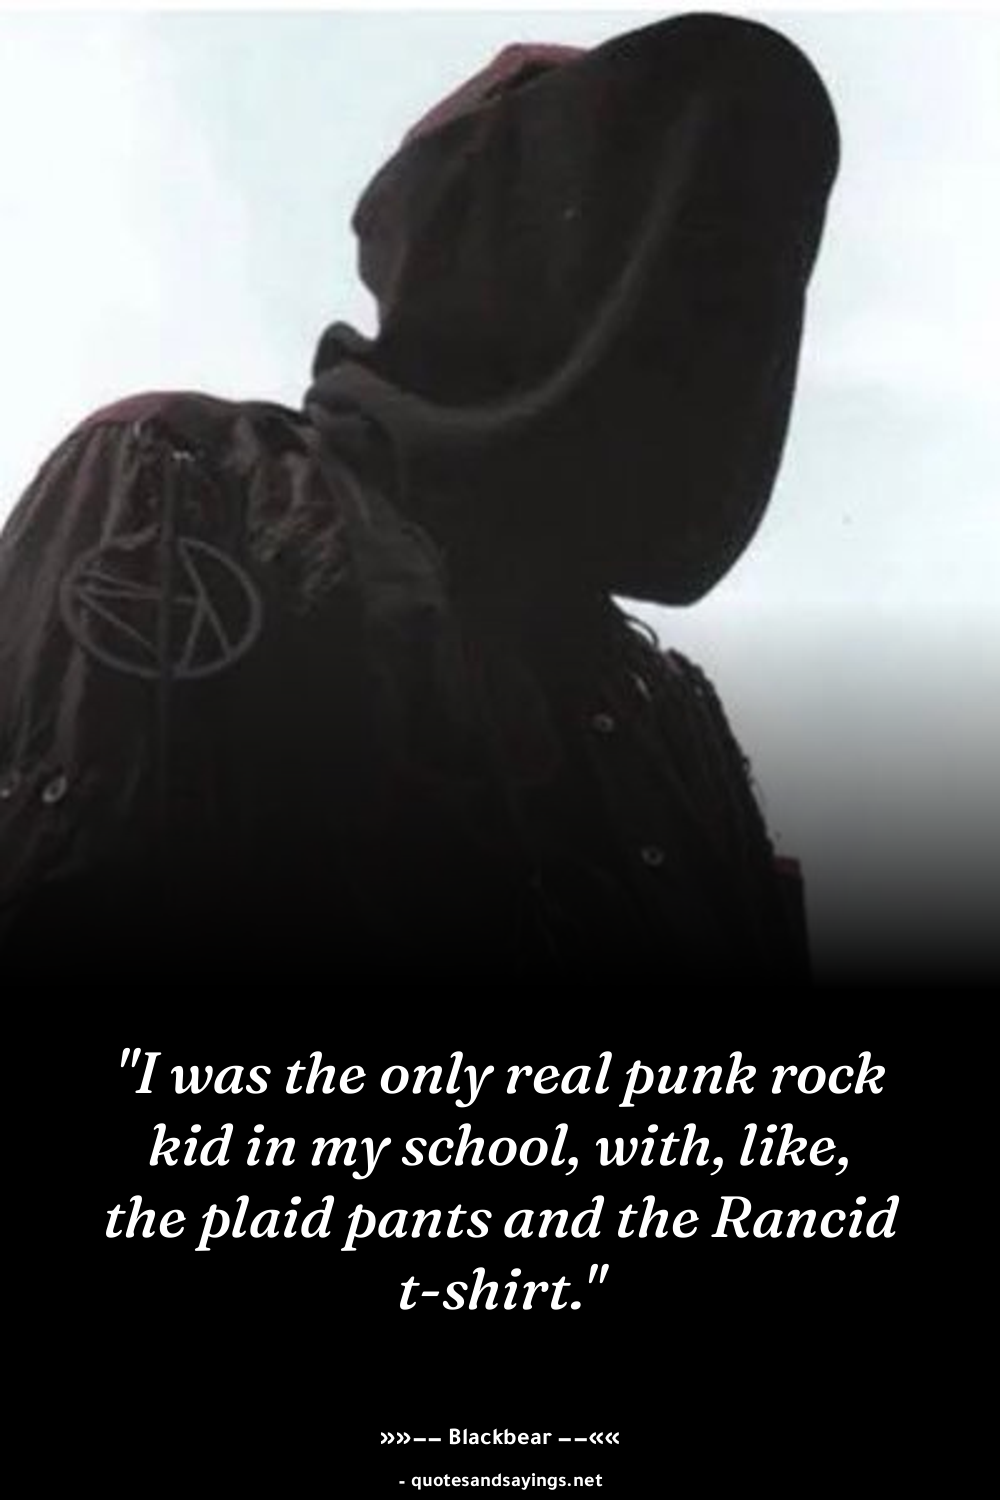 "I was the only real punk rock
kid in my school, with, like,
the plaid pants and the Rancid
t-shirt."
»»−− Blackbear −−««
- quotesandsayings.net